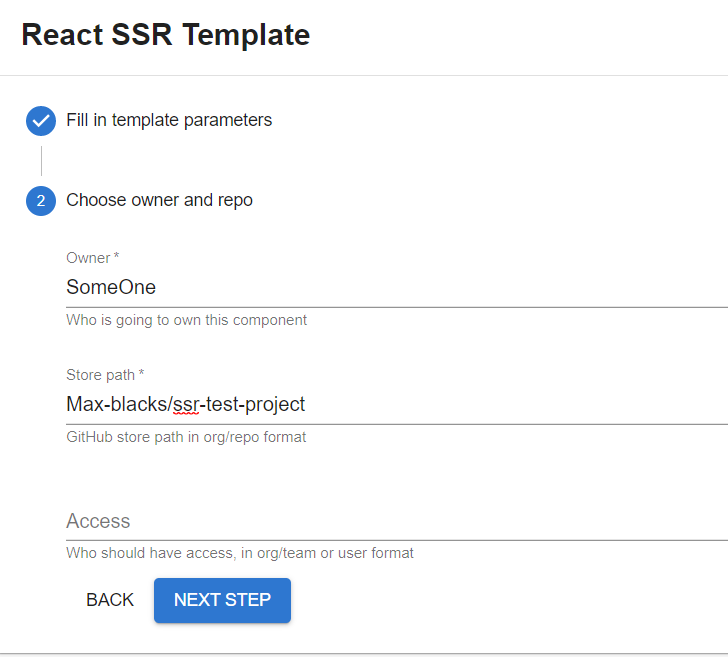 React SSR Template
Fill in template parameters
2 Choose owner and repo
Owner *
SomeOne
Who is going to own this component
Store path *
Max-blacks/ssr-test-project
GitHub store path in org/repo format
Access
Who should have access, in org/team or user format
BACK NEXT STEP